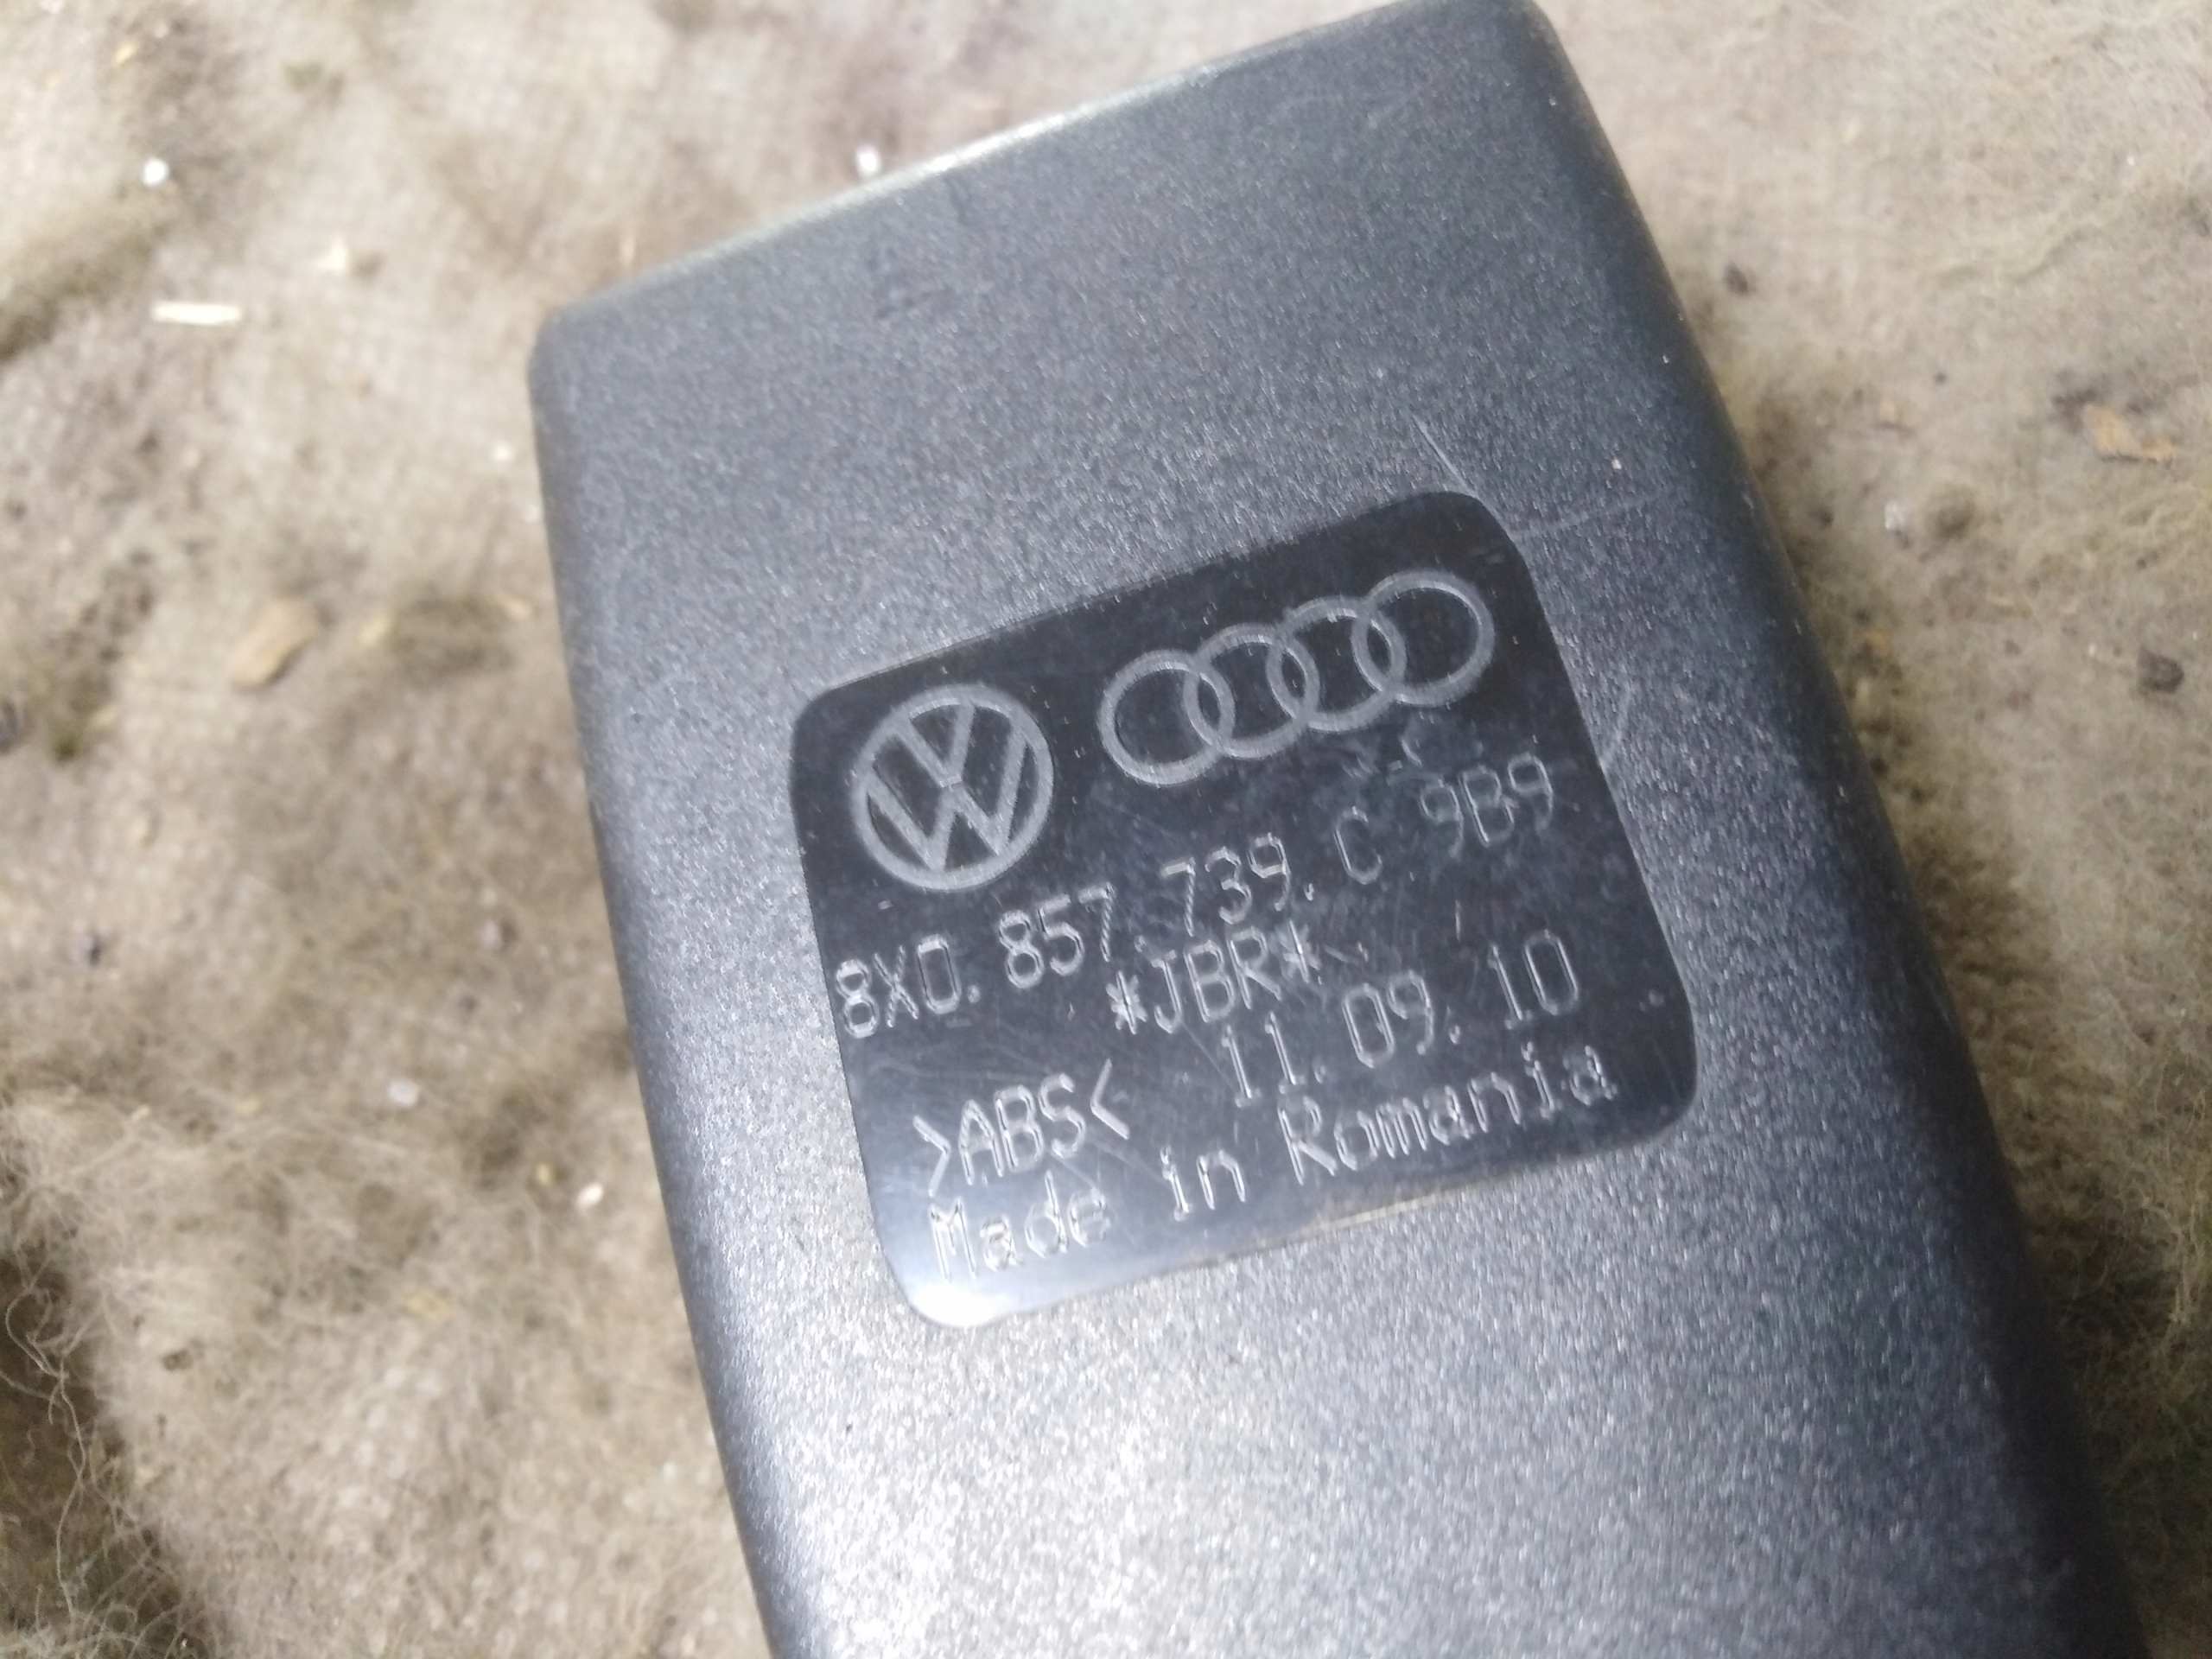 8X0. 857. 739. C 9B9
*JBR*
>ABS< 11. 09. 10
Made in Romania